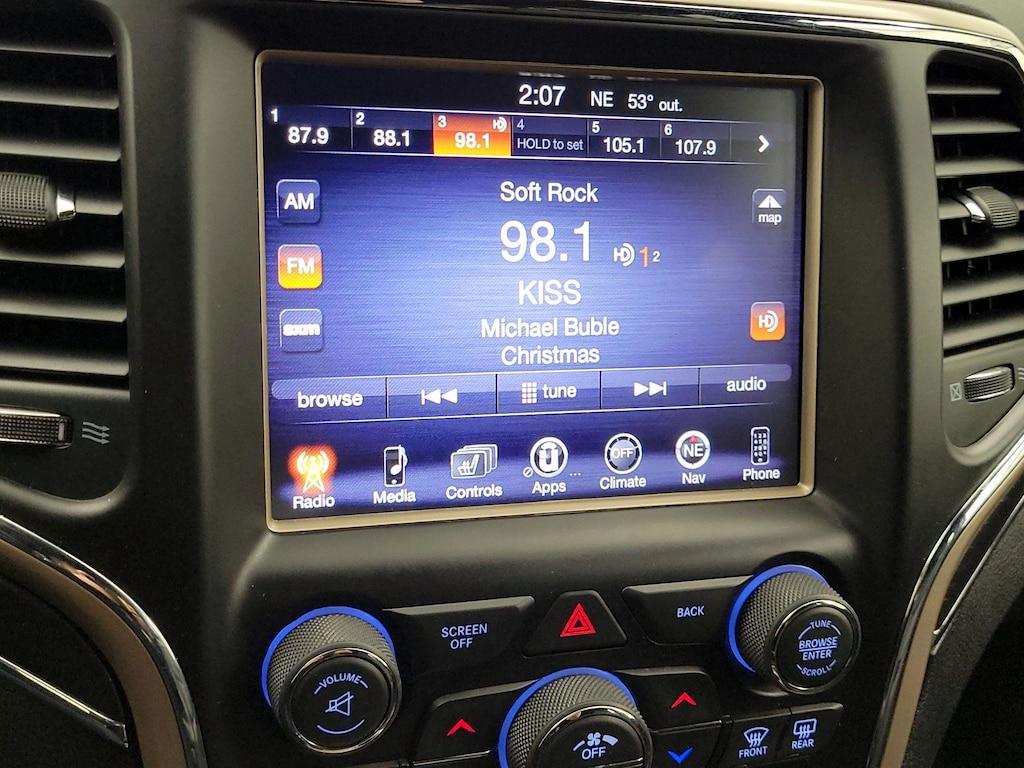 2:07 NE 53° out.
1 87.9 2 88.1 3 98.1 HD 4 HOLD to set 5 105.1 6 107.9
Soft Rock
AM
map
98.1 HD 1 2
FM
KISS
HD
Michael Buble
sxm
Christmas
browse tune audio
OFF NE
Radio Media Controls Apps ... Climate Nav Phone
SCREEN
OFF
BACK
TUNE
BROWSE
ENTER
SCROLL
VOLUME
OFF
FRONT
REAR